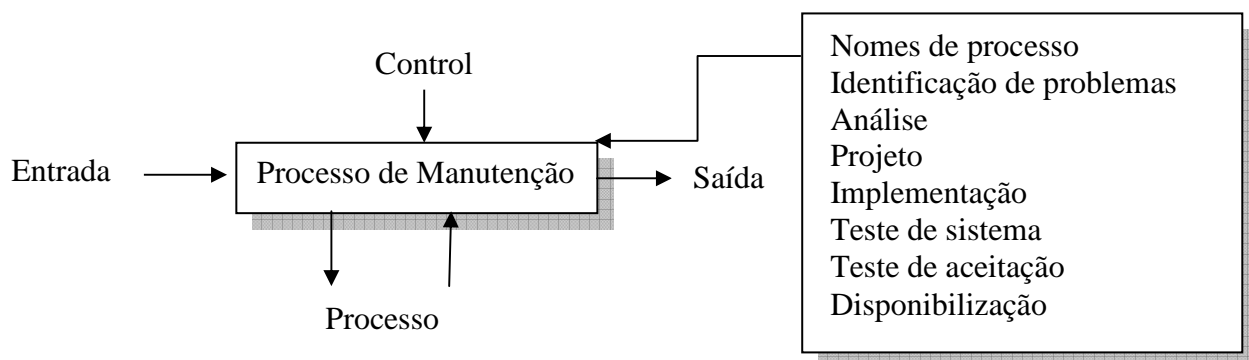 Control
Entrada
Processo de Manutenção
Saída
Processo
Nomes de processo
Identificação de problemas
Análise
Projeto
Implementação
Teste de sistema
Teste de aceitação
Disponibilização